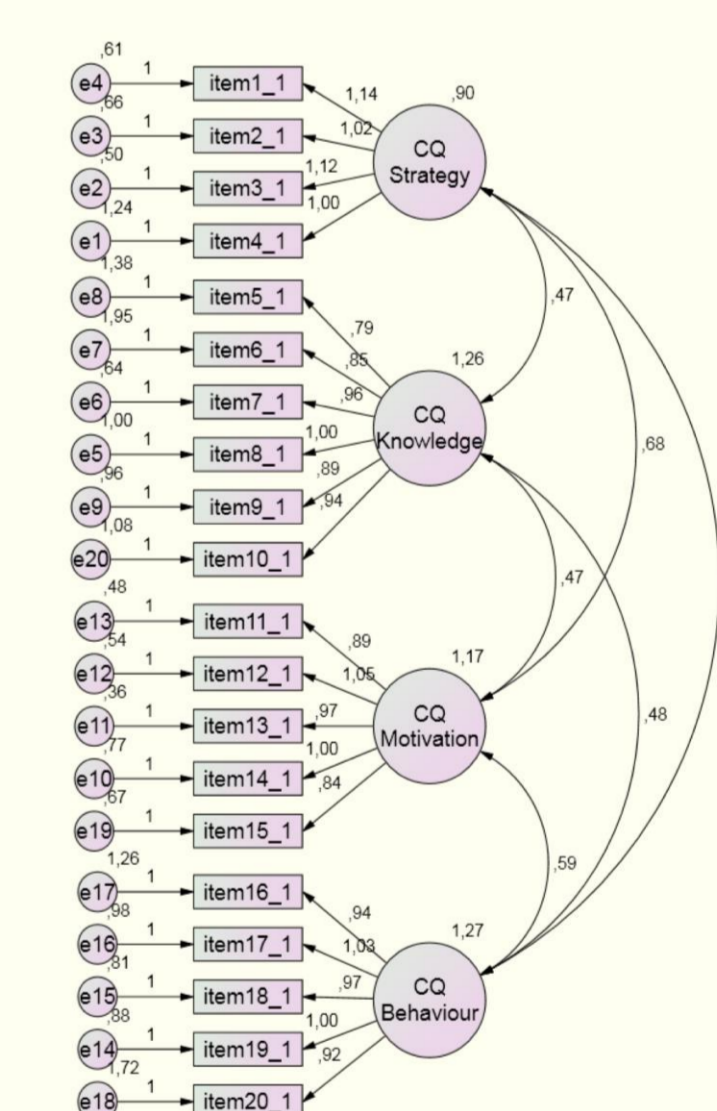 ,61
e4 1 item1_1
,66
e3 1 item2_1
,50
e2 1 item3_1
1,24
e1 1 item4_1
1,38
e8 1 item5_1
1,95
e7 1 item6_1
,64
e6 1 item7_1
1,00
e5 1 item8_1
,96
e9 1 item9_1
1,08
e20 1 item10_1
,48
e13 1 item11_1
,54
e12 1 item12_1
,36
e11 1 item13_1
,77
e10 1 item14_1
,67
e19 1 item15_1
1,26
e17 1 item16_1
,98
e16 1 item17_1
,81
e15 1 item18_1
,88
e14 1 item19_1
1,72
e18 1 item20_1
1,14
1,02
1,12
1,00
,90
CQ
Strategy
,79
,85
,96
1,00
,89
,94
1,26
CQ
Knowledge
,89
1,05
,97
1,00
,84
1,17
CQ
Motivation
,94
1,03
,97
1,00
,92
1,27
CQ
Behaviour
,47
,68
,47
,48
,59